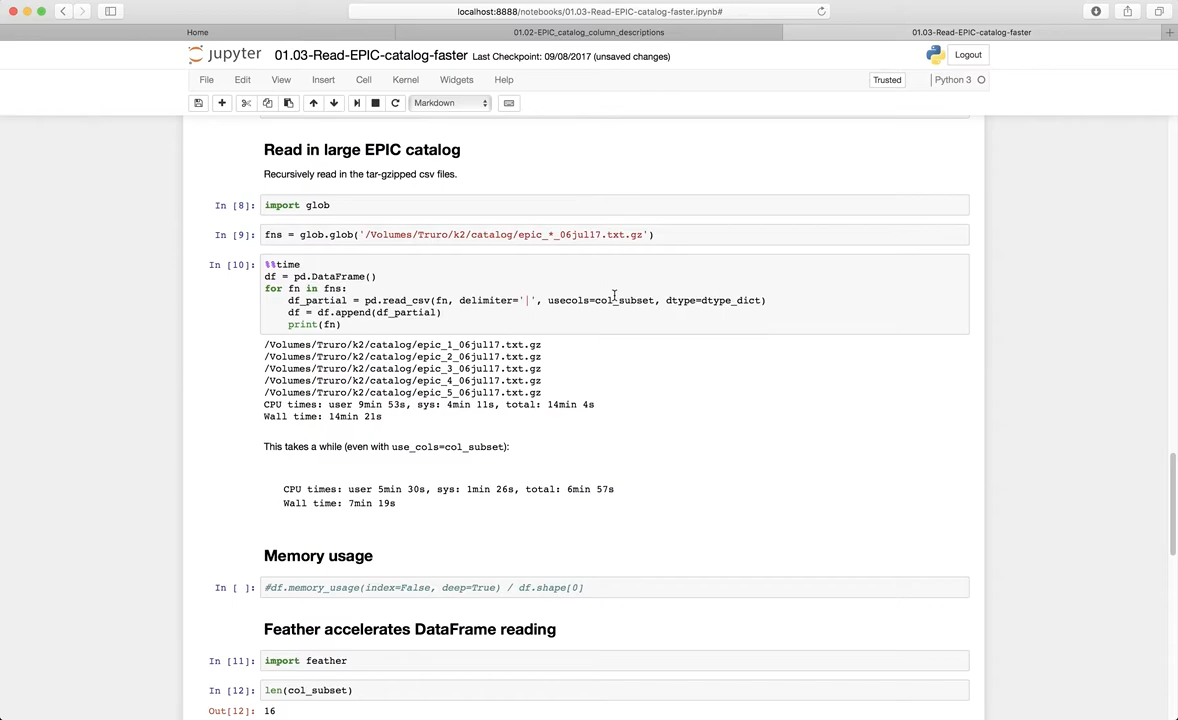 localhost:8888/notebooks/01.03-Read-EPIC-catalog-faster.ipynb#
Home
01.02-EPIC_catalog_column_descriptions
01.03-Read-EPIC-catalog-faster
jupyter 01.03-Read-EPIC-catalog-faster Last Checkpoint: 09/08/2017 (unsaved changes)
Logout
File Edit View Insert Cell Kernel Widgets Help
Trusted
Python 3
Markdown
Read in large EPIC catalog
Recursively read in the tar-gzipped csv files.
In [8]: import glob
In [9]: fns = glob.glob('/Volumes/Truro/k2/catalog/epic_*_06jul17.txt.gz')
In [10]: %%time
df = pd.DataFrame()
for fn in fns:
    df_partial = pd.read_csv(fn, delimiter='|', usecols=col_subset, dtype=dtype_dict)
    df = df.append(df_partial)
    print(fn)
/Volumes/Truro/k2/catalog/epic_1_06jul17.txt.gz
/Volumes/Truro/k2/catalog/epic_2_06jul17.txt.gz
/Volumes/Truro/k2/catalog/epic_3_06jul17.txt.gz
/Volumes/Truro/k2/catalog/epic_4_06jul17.txt.gz
/Volumes/Truro/k2/catalog/epic_5_06jul17.txt.gz
CPU times: user 9min 53s, sys: 4min 11s, total: 14min 4s
Wall time: 14min 21s
This takes a while (even with use_cols=col_subset):
CPU times: user 5min 30s, sys: 1min 26s, total: 6min 57s
Wall time: 7min 19s
Memory usage
In [ ]: #df.memory_usage(index=False, deep=True) / df.shape[0]
Feather accelerates DataFrame reading
In [11]: import feather
In [12]: len(col_subset)
Out[12]: 16